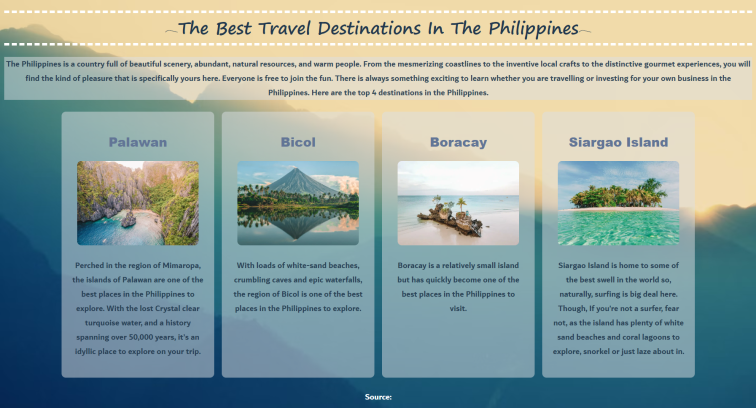 ~The Best Travel Destinations In The Philippines~
The Philippines is a country full of beautiful scenery, abundant, natural resources, and warm people. From the mesmerizing coastlines to the inventive local crafts to the distinctive gourmet experiences, you will
find the kind of pleasure that is specifically yours here. Everyone is free to join the fun. There is always something exciting to learn whether you are travelling or investing for your own business in the
Philippines. Here are the top 4 destinations in the Philippines.
Palawan
Perched in the region of Mimaropa,
the islands of Palawan are one of the
best places in the Philippines to
explore. With the lost Crystal clear
turquoise water, and a history
spanning over 50,000 years, it's an
idyllic place to explore on your trip.
Bicol
With loads of white-sand beaches,
crumbling caves and epic waterfalls,
the region of Bicol is one of the best
places in the Philippines to explore.
Boracay
Boracay is a relatively small island
but has quickly become one of the
best places in the Philippines to
visit.
Siargao Island
Siargao Island is home to some of
the best swell in the world so,
naturally, surfing is big deal here.
Though, If you're not a surfer, fear
not, as the island has plenty of white
sand beaches and coral lagoons to
explore, snorkel or just laze about in.
Source: